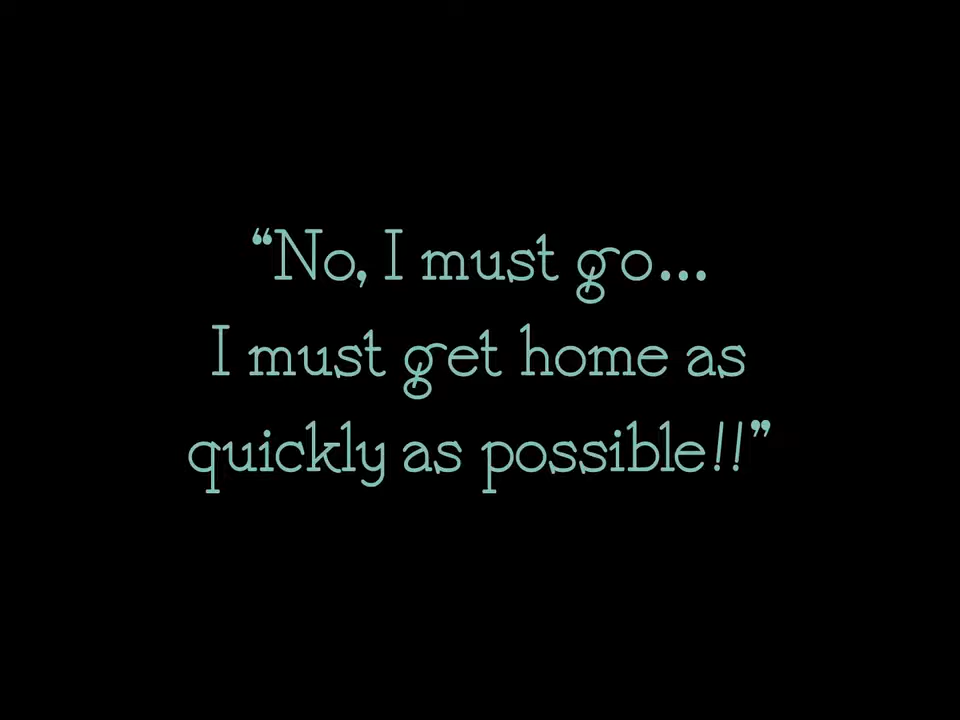 “No, I must go...
I must get home as
quickly as possible!!”